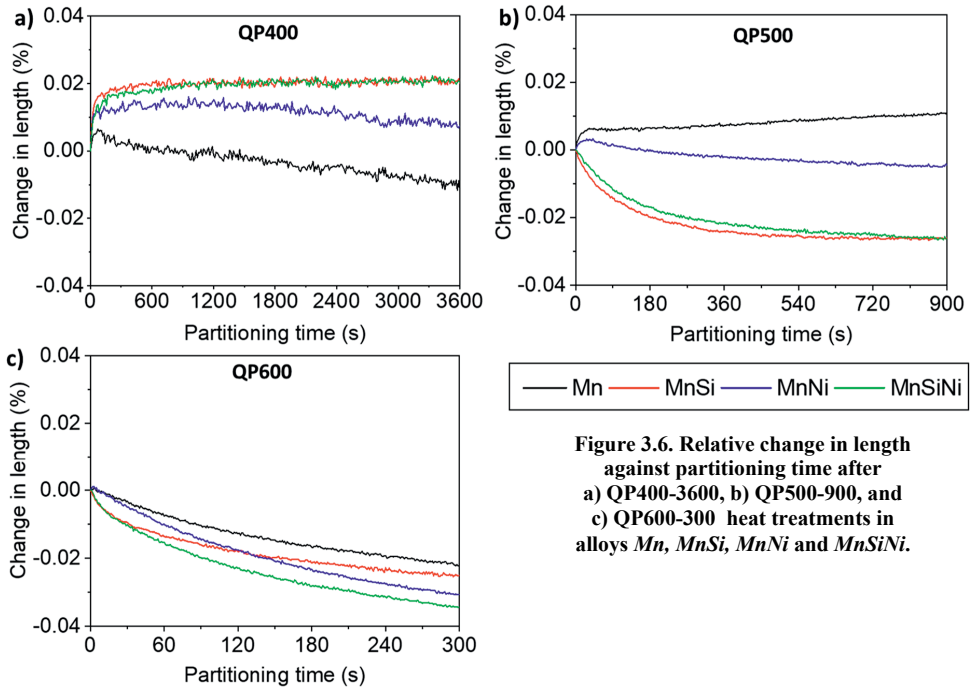 a)
QP400
Change in length (%)
0.04
0.02
0.00
-0.02
-0.04
0 600 1200 1800 2400 3000 3600
Partitioning time (s)
b)
QP500
Change in length (%)
0.04
0.02
0.00
-0.02
-0.04
0 180 360 540 720 900
Partitioning time (s)
c)
QP600
Change in length (%)
0.04
0.02
0.00
-0.02
-0.04
0 60 120 180 240 300
Partitioning time (s)
Mn MnSi MnNi MnSiNi
Figure 3.6. Relative change in length
against partitioning time after
a) QP400-3600, b) QP500-900, and
c) QP600-300 heat treatments in
alloys Mn, MnSi, MnNi and MnSiNi.